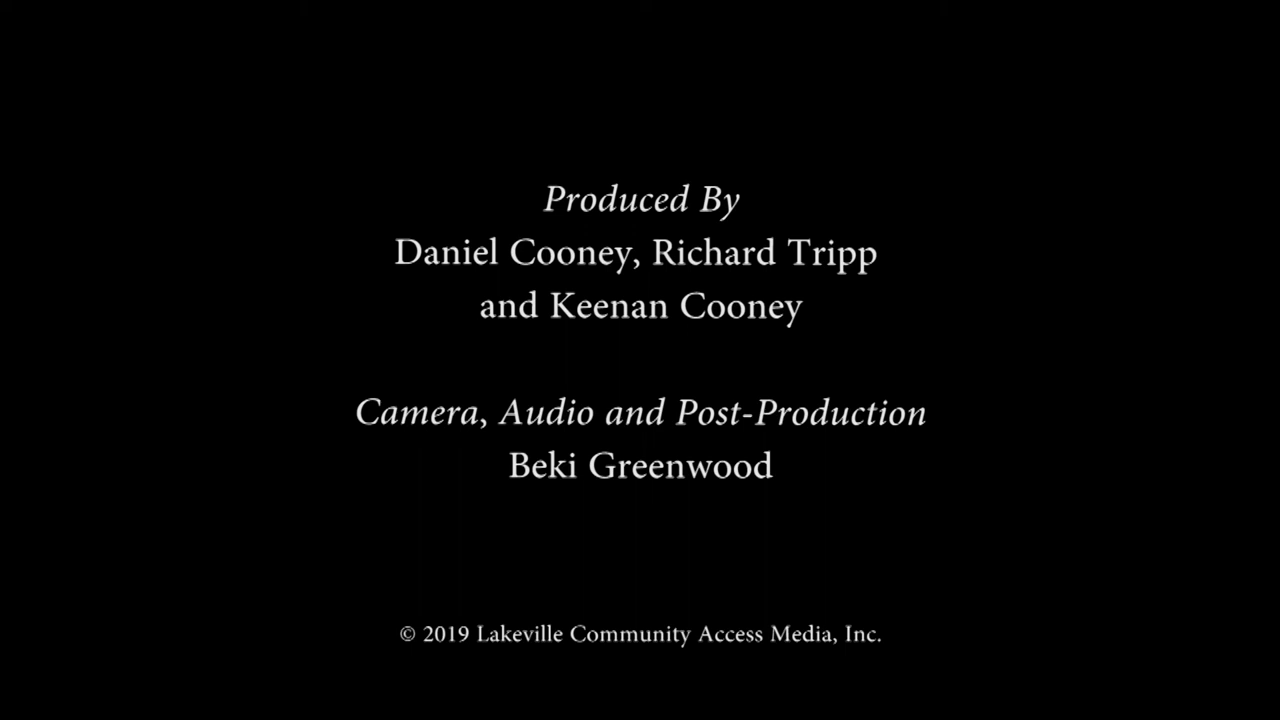 Produced By
Daniel Cooney, Richard Tripp
and Keenan Cooney
Camera, Audio and Post-Production
Beki Greenwood
© 2019 Lakeville Community Access Media, Inc.